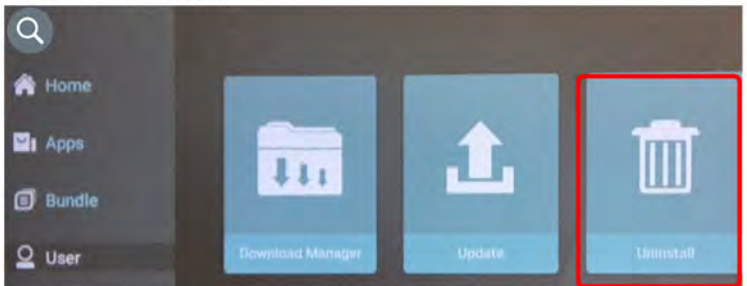 Home
Apps
Bundle
User
Download Manager
Update
Uninstall